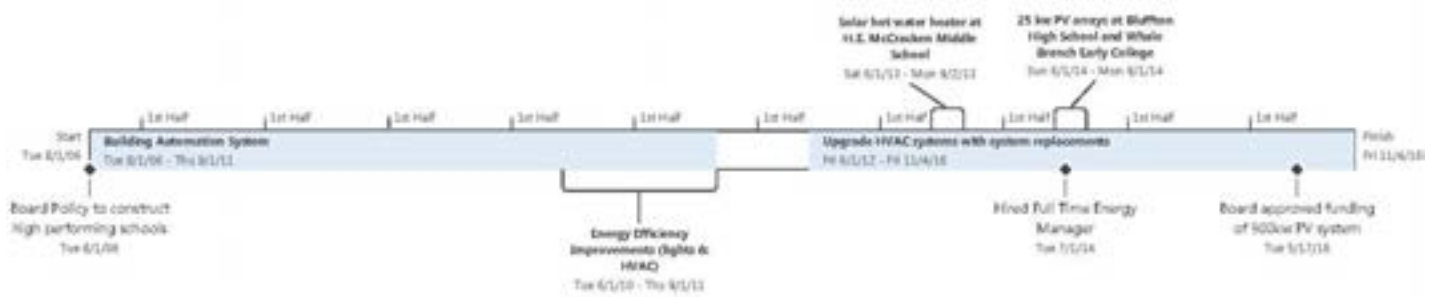 Solar hot water heater at
H.E. McCracken Middle
School
Sat 6/1/13 - Mon 9/2/13
25 kw PV arrays at Bluffton
High School and Whale
Branch Early College
Sun 6/1/14 - Mon 9/1/14
1st Half
1st Half
1st Half
1st Half
1st Half
1st Half
1st Half
1st Half
1st Half
1st Half
Start
Tue 8/1/06
Building Automation System
Tue 8/1/06 - Thu 9/1/11
Upgrade HVAC systems with system replacements
Fri 6/1/12 - Fri 11/4/16
Finish
Fri 11/4/16
Board Policy to construct
High performing schools
Tue 8/1/06
Energy Efficiency
Improvements (lights &
HVAC)
Tue 6/1/10 - Thu 9/1/11
Hired Full Time Energy
Manager
Tue 7/1/14
Board approved funding
of 500kw PV system
Tue 5/17/16